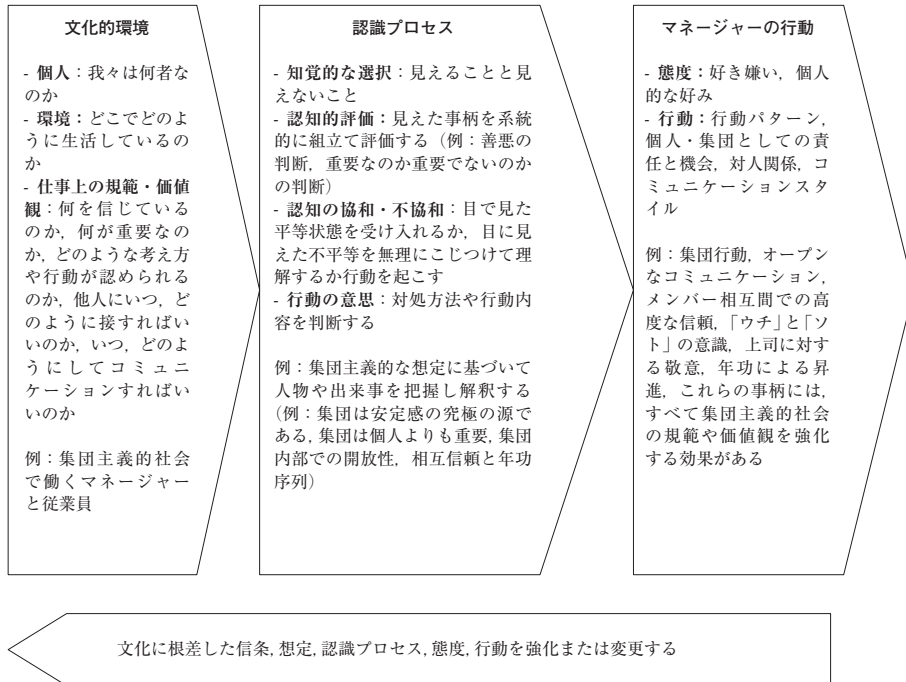 文化的環境
- 個人：我々は何者な
のか
- 環境：どこでどのよ
うに生活しているの
か
- 仕事上の規範・価値
観：何を信じている
のか，何が重要なの
か，どのような考え方
や行動が認められる
のか，他人にいつ，ど
のように接すればい
いのか，いつ，どのよ
うにしてコミュニ
ケーションすればい
いのか
例：集団主義的社会
で働くマネージャー
と従業員
認識プロセス
- 知覚的な選択：見えることと見
えないこと
- 認知的評価：見えた事柄を系統
的に組立て評価する（例：善悪の
判断，重要なのか重要でないのか
の判断）
- 認知の協和・不協和：目で見た
平等状態を受け入れるか，目に見
えた不平等を無理にこじつけて理
解するか行動を起こす
- 行動の意思：対処方法や行動内
容を判断する
例：集団主義的な想定に基づいて
人物や出来事を把握し解釈する
（例：集団は安定感の究極の源で
ある，集団は個人よりも重要，集団
内部での開放性，相互信頼と年功
序列）
マネージャーの行動
- 態度：好き嫌い，個人
的な好み
- 行動：行動パターン，
個人・集団としての責
任と機会，対人関係，コ
ミュニケーションスタ
イル
例：集団行動，オープン
なコミュニケーション，
メンバー相互間での高
度な信頼，「ウチ」と「ソ
ト」の意識，上司に対す
る敬意，年功による昇
進，これらの事柄には，
すべて集団主義的社会
の規範や価値観を強化
する効果がある
文化に根差した信条，想定，認識プロセス，態度，行動を強化または変更する